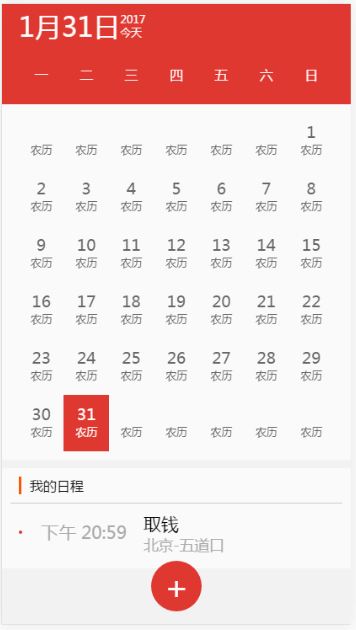 1月31日 2017 今天
一 二 三 四 五 六 日
1
农历 农历 农历 农历 农历 农历 农历
2 3 4 5 6 7 8
农历 农历 农历 农历 农历 农历 农历
9 10 11 12 13 14 15
农历 农历 农历 农历 农历 农历 农历
16 17 18 19 20 21 22
农历 农历 农历 农历 农历 农历 农历
23 24 25 26 27 28 29
农历 农历 农历 农历 农历 农历 农历
30 31
农历 农历 农历 农历 农历 农历 农历
我的日程
下午 20:59 取钱
北京-五道口
+